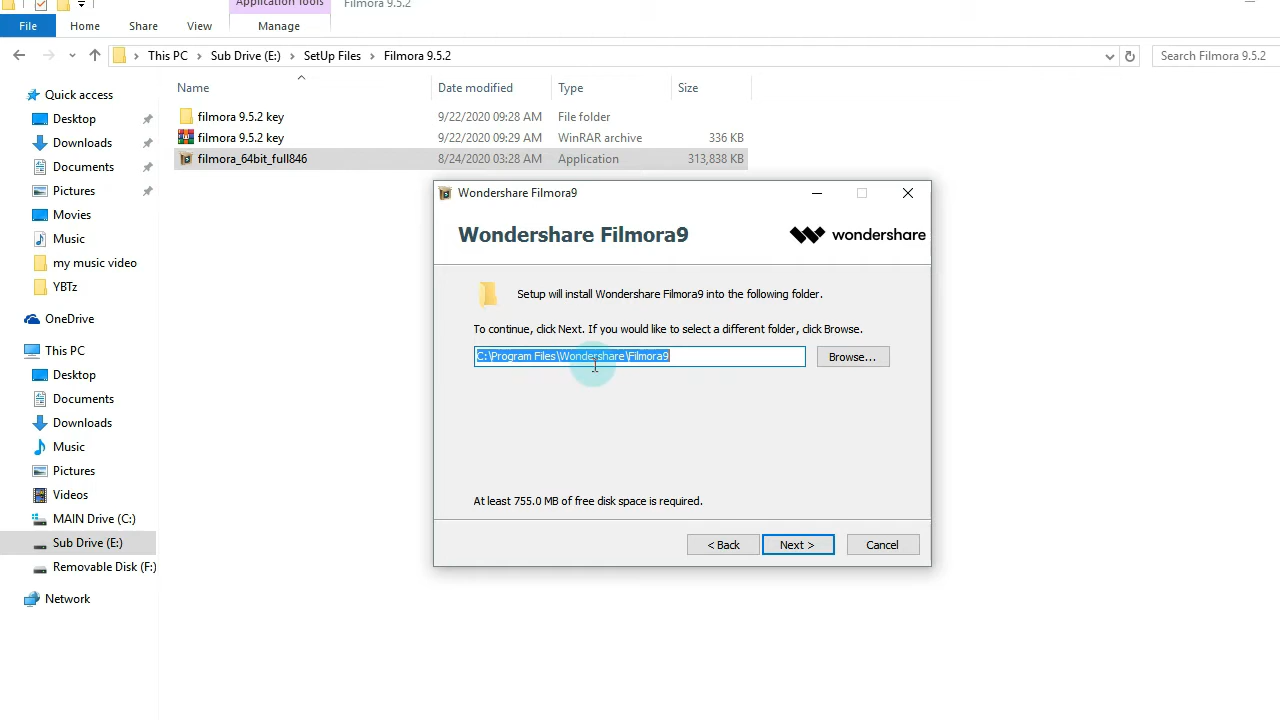 Application Tools
Filmora 9.5.2
File
Home
Share
View
Manage
This PC
Sub Drive (E:)
SetUp Files
Filmora 9.5.2
Search Filmora 9.5.2
Name
Date modified
Type
Size
filmora 9.5.2 key
9/22/2020 09:28 AM
File folder
filmora 9.5.2 key
9/22/2020 09:29 AM
WinRAR archive
336 KB
filmora_64bit_full846
8/24/2020 03:28 AM
Application
313,838 KB
Quick access
Desktop
Downloads
Documents
Pictures
Movies
Music
my music video
YBTz
OneDrive
This PC
Desktop
Documents
Downloads
Music
Pictures
Videos
MAIN Drive (C:)
Sub Drive (E:)
Removable Disk (F:)
Network
Wondershare Filmora9
Wondershare Filmora9
wondershare
Setup will install Wondershare Filmora9 into the following folder.
To continue, click Next. If you would like to select a different folder, click Browse.
C:\Program Files\Wondershare\Filmora9
Browse...
At least 755.0 MB of free disk space is required.
< Back
Next >
Cancel